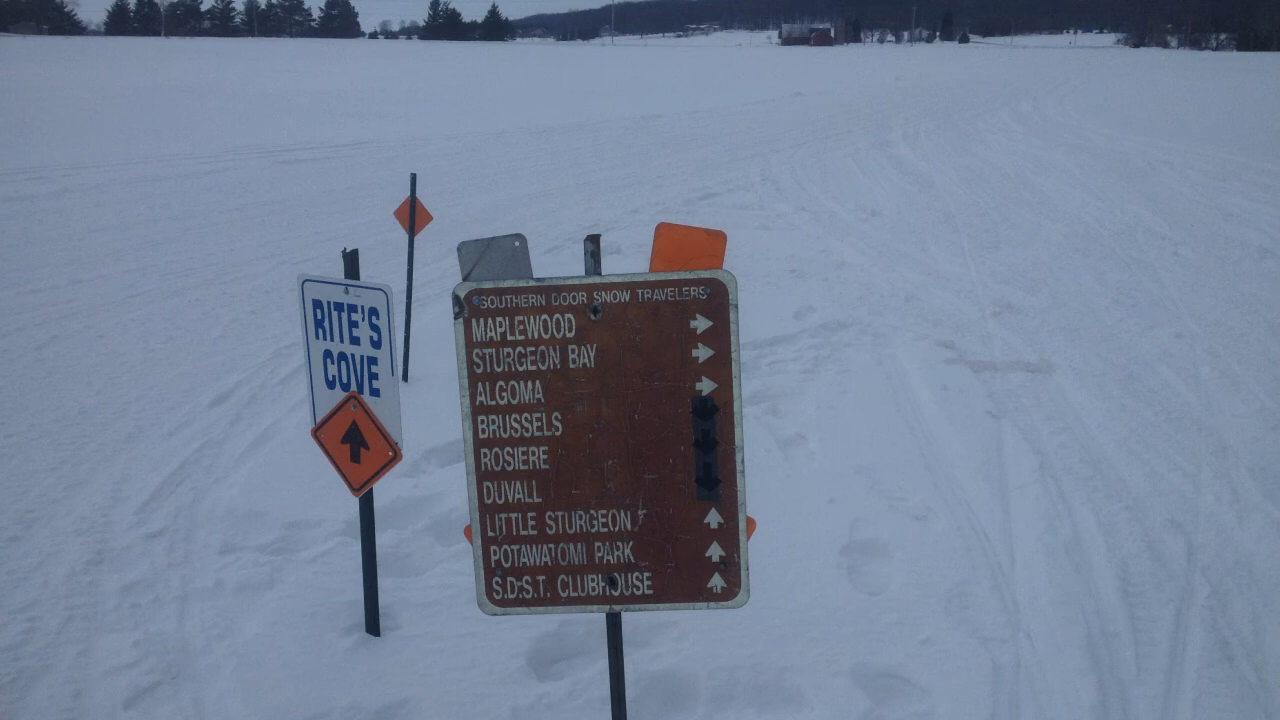 RITE'S
COVE
SOUTHERN DOOR SNOW TRAVELERS
MAPLEWOOD
STURGEON BAY
ALGOMA
BRUSSELS
ROSIERE
DUVALL
LITTLE STURGEON
POTAWATOMI PARK
S.D.S.T. CLUBHOUSE